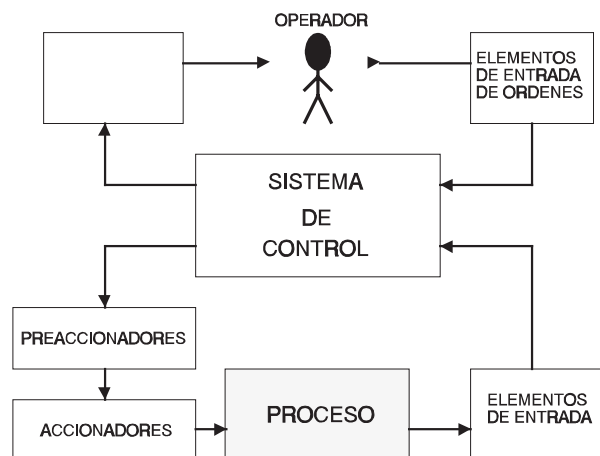 OPERADOR
ELEMENTOS
DE ENTRADA
DE ORDENES
SISTEMA
DE
CONTROL
PREACCIONADORES
ACCIONADORES
PROCESO
ELEMENTOS
DE ENTRADA